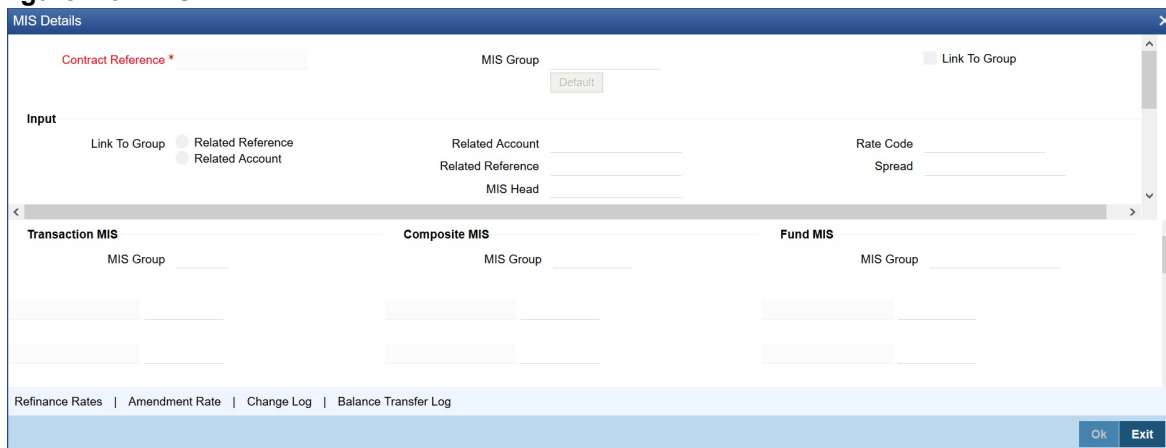 MIS Details
Contract Reference * MIS Group Link To Group
Default
Input
Link To Group Related Reference Related Account Rate Code
Related Account Related Reference Spread
MIS Head
Transaction MIS Composite MIS Fund MIS
MIS Group MIS Group MIS Group
Refinance Rates | Amendment Rate | Change Log | Balance Transfer Log
Ok Exit